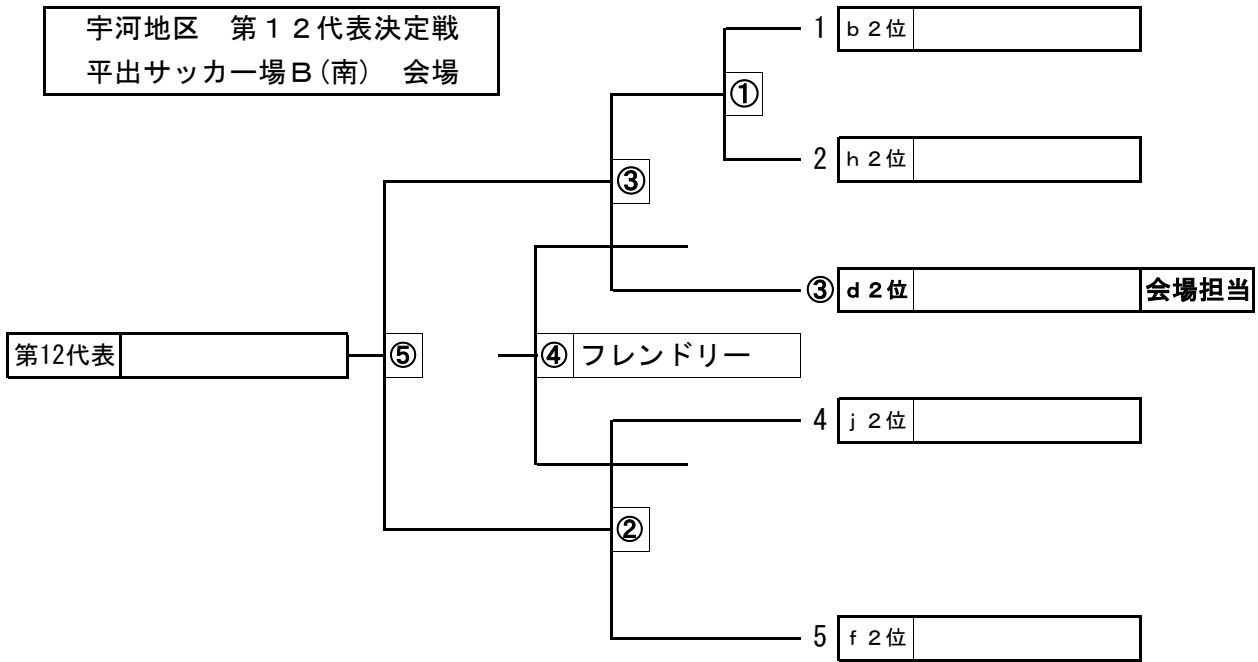 宇河地区　第１２代表決定戦
平出サッカー場Ｂ（南）　会場
1 ｂ２位
①
2 ｈ２位
③
③ ｄ２位 会場担当
第12代表
⑤
④ フレンドリー
4 ｊ２位
②
5 ｆ２位